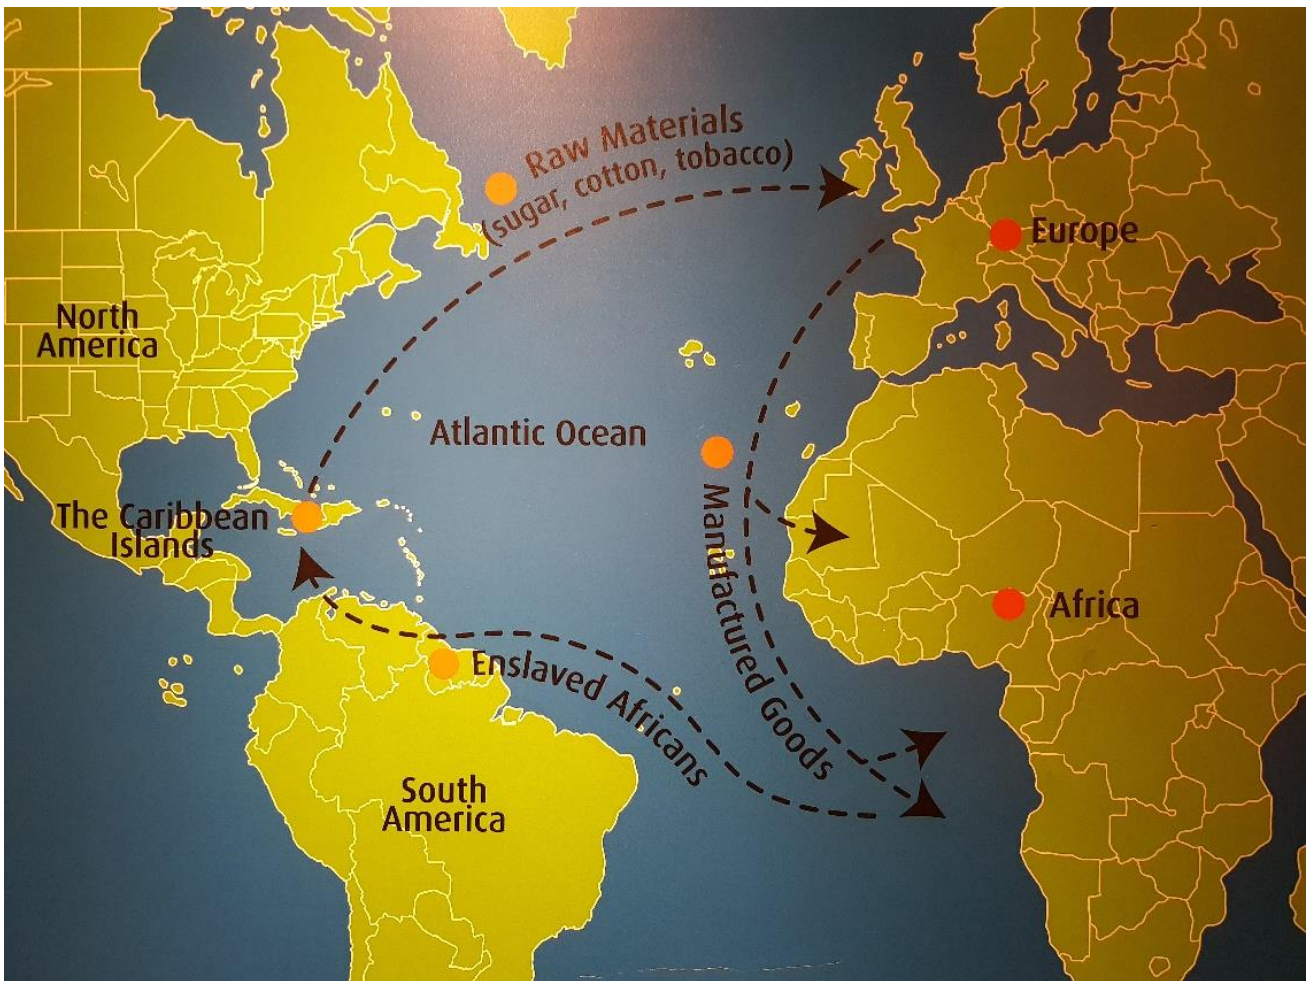 Raw Materials
(sugar, cotton, tobacco)
Europe
North
America
Atlantic Ocean
The Caribbean
Islands
Manufactured Goods
Africa
Enslaved Africans
South
America